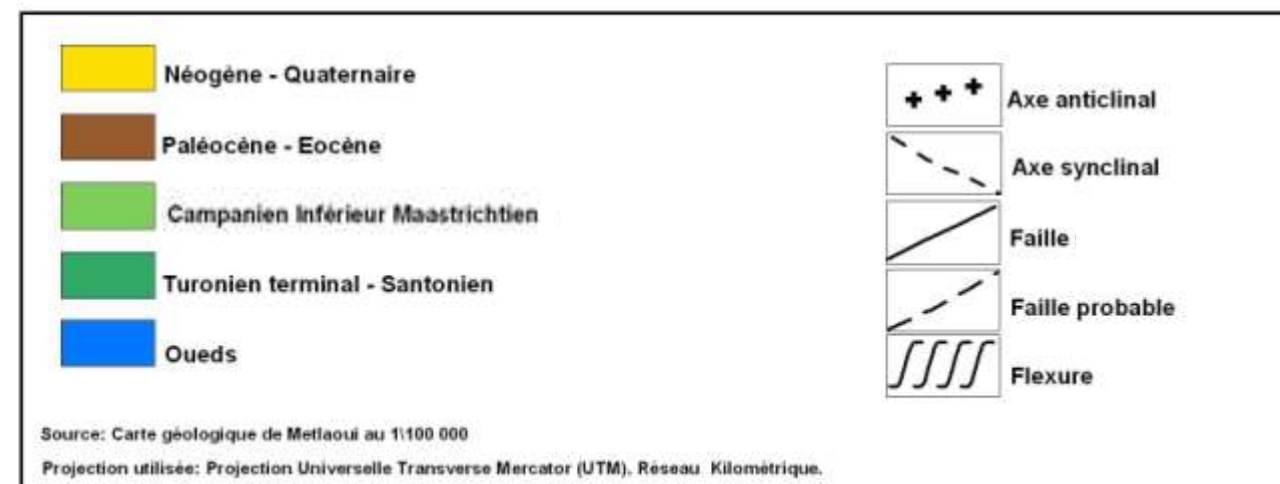 Néogène - Quaternaire
Paléocène - Eocène
Campanien Inférieur Maastrichtien
Turonien terminal - Santonien
Oueds
Axe anticlinal
Axe synclinal
Faille
Faille probable
Flexure
Source: Carte géologique de Metlaoui au 1\100 000
Projection utilisée: Projection Universelle Transverse Mercator (UTM). Réseau Kilométrique.